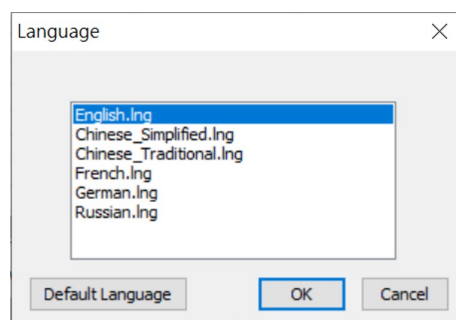 Language
English.lng
Chinese_Simplified.lng
Chinese_Traditional.lng
French.lng
German.lng
Russian.lng
Default Language OK Cancel